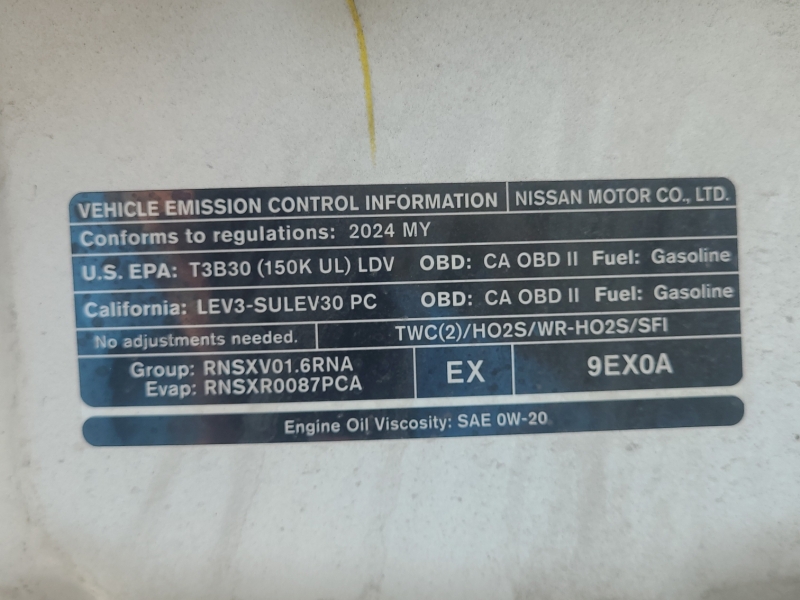 VEHICLE EMISSION CONTROL INFORMATION NISSAN MOTOR CO., LTD.
Conforms to regulations: 2024 MY
U.S. EPA: T3B30 (150K UL) LDV OBD: CA OBD II Fuel: Gasoline
California: LEV3-SULEV30 PC OBD: CA OBD II Fuel: Gasoline
No adjustments needed. TWC(2)/HO2S/WR-HO2S/SFI
Group: RNSXV01.6RNA EX 9EX0A
Evap: RNSXR0087PCA
Engine Oil Viscosity: SAE 0W-20